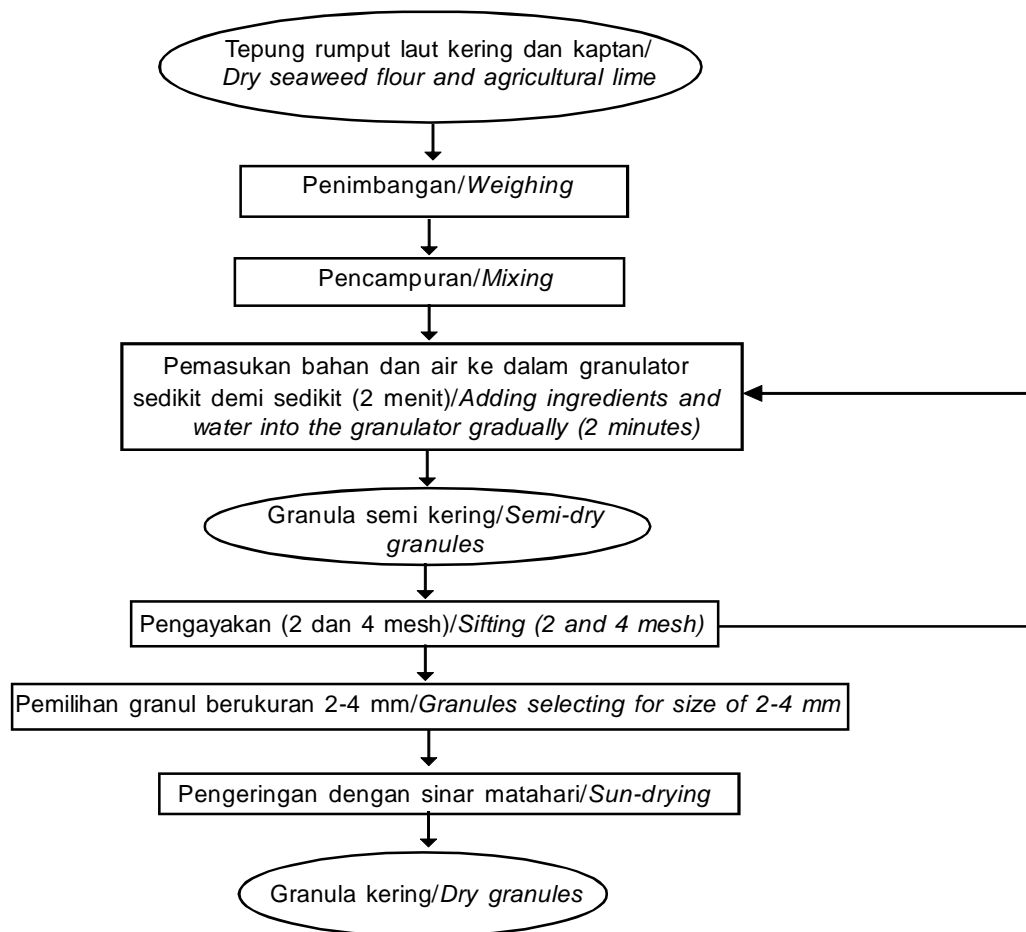 Tepung rumput laut kering dan kaptan/
Dry seaweed flour and agricultural lime
Penimbangan/Weighing
Pencampuran/Mixing
Pemasukan bahan dan air ke dalam granulator
sedikit demi sedikit (2 menit)/Adding ingredients and
water into the granulator gradually (2 minutes)
Granula semi kering/Semi-dry
granules
Pengayakan (2 dan 4 mesh)/Sifting (2 and 4 mesh)
Pemilihan granul berukuran 2-4 mm/Granules selecting for size of 2-4 mm
Pengeringan dengan sinar matahari/Sun-drying
Granula kering/Dry granules